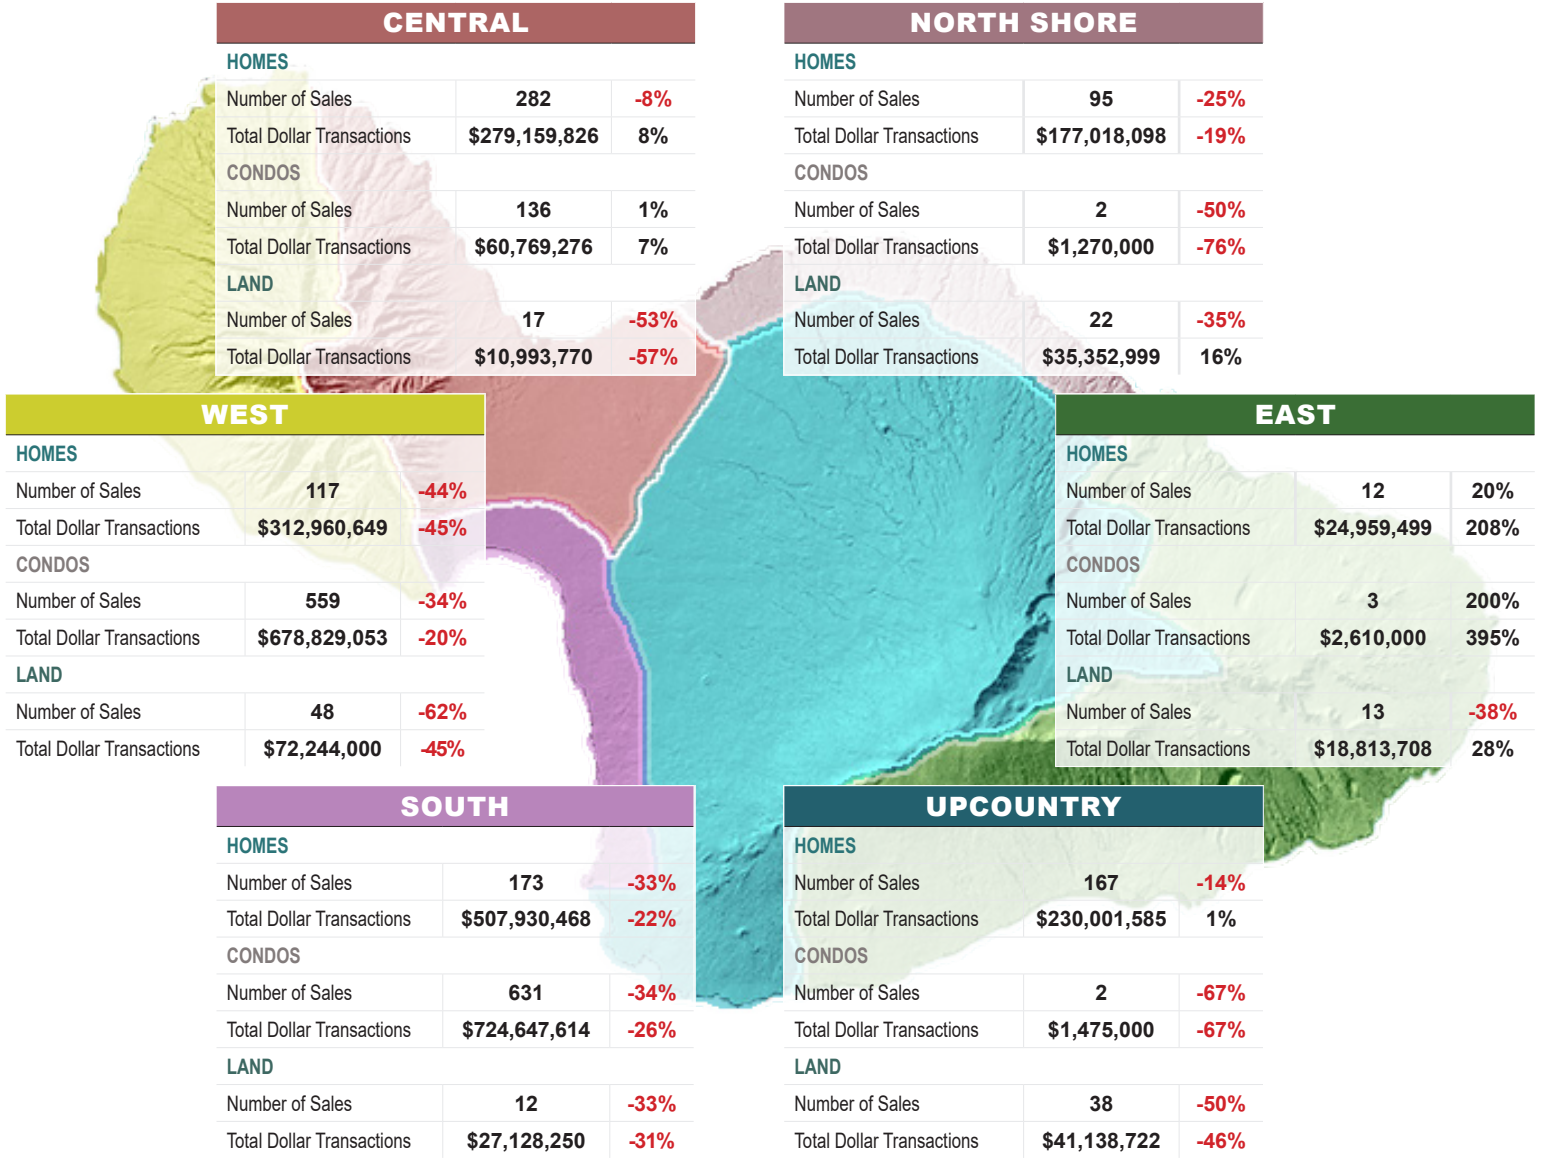 CENTRAL
HOMES
Number of Sales 282 -8%
Total Dollar Transactions $279,159,826 8%
CONDOS
Number of Sales 136 1%
Total Dollar Transactions $60,769,276 7%
LAND
Number of Sales 17 -53%
Total Dollar Transactions $10,993,770 -57%
NORTH SHORE
HOMES
Number of Sales 95 -25%
Total Dollar Transactions $177,018,098 -19%
CONDOS
Number of Sales 2 -50%
Total Dollar Transactions $1,270,000 -76%
LAND
Number of Sales 22 -35%
Total Dollar Transactions $35,352,999 16%
WEST
HOMES
Number of Sales 117 -44%
Total Dollar Transactions $312,960,649 -45%
CONDOS
Number of Sales 559 -34%
Total Dollar Transactions $678,829,053 -20%
LAND
Number of Sales 48 -62%
Total Dollar Transactions $72,244,000 -45%
EAST
HOMES
Number of Sales 12 20%
Total Dollar Transactions $24,959,499 208%
CONDOS
Number of Sales 3 200%
Total Dollar Transactions $2,610,000 395%
LAND
Number of Sales 13 -38%
Total Dollar Transactions $18,813,708 28%
SOUTH
HOMES
Number of Sales 173 -33%
Total Dollar Transactions $507,930,468 -22%
CONDOS
Number of Sales 631 -34%
Total Dollar Transactions $724,647,614 -26%
LAND
Number of Sales 12 -33%
Total Dollar Transactions $27,128,250 -31%
UPCOUNTRY
HOMES
Number of Sales 167 -14%
Total Dollar Transactions $230,001,585 1%
CONDOS
Number of Sales 2 -67%
Total Dollar Transactions $1,475,000 -67%
LAND
Number of Sales 38 -50%
Total Dollar Transactions $41,138,722 -46%